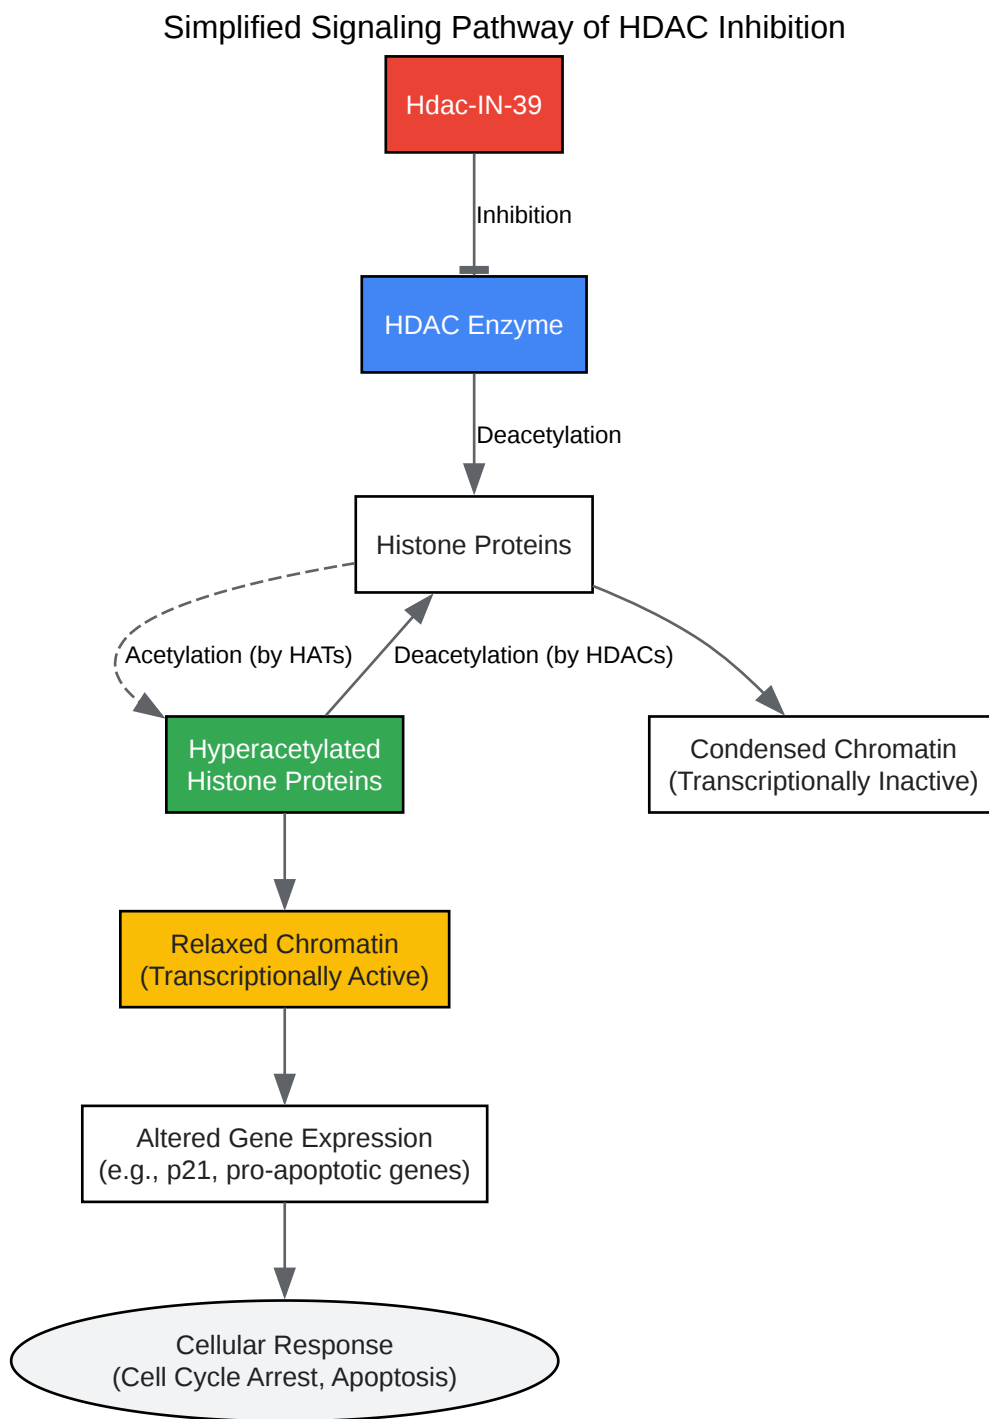 Simplified Signaling Pathway of HDAC Inhibition
Hdac-IN-39
Inhibition
HDAC Enzyme
Deacetylation
Histone Proteins
Acetylation (by HATs)
Deacetylation (by HDACs)
Hyperacetylated
Histone Proteins
Condensed Chromatin
(Transcriptionally Inactive)
Relaxed Chromatin
(Transcriptionally Active)
Altered Gene Expression
(e.g., p21, pro-apoptotic genes)
Cellular Response
(Cell Cycle Arrest, Apoptosis)